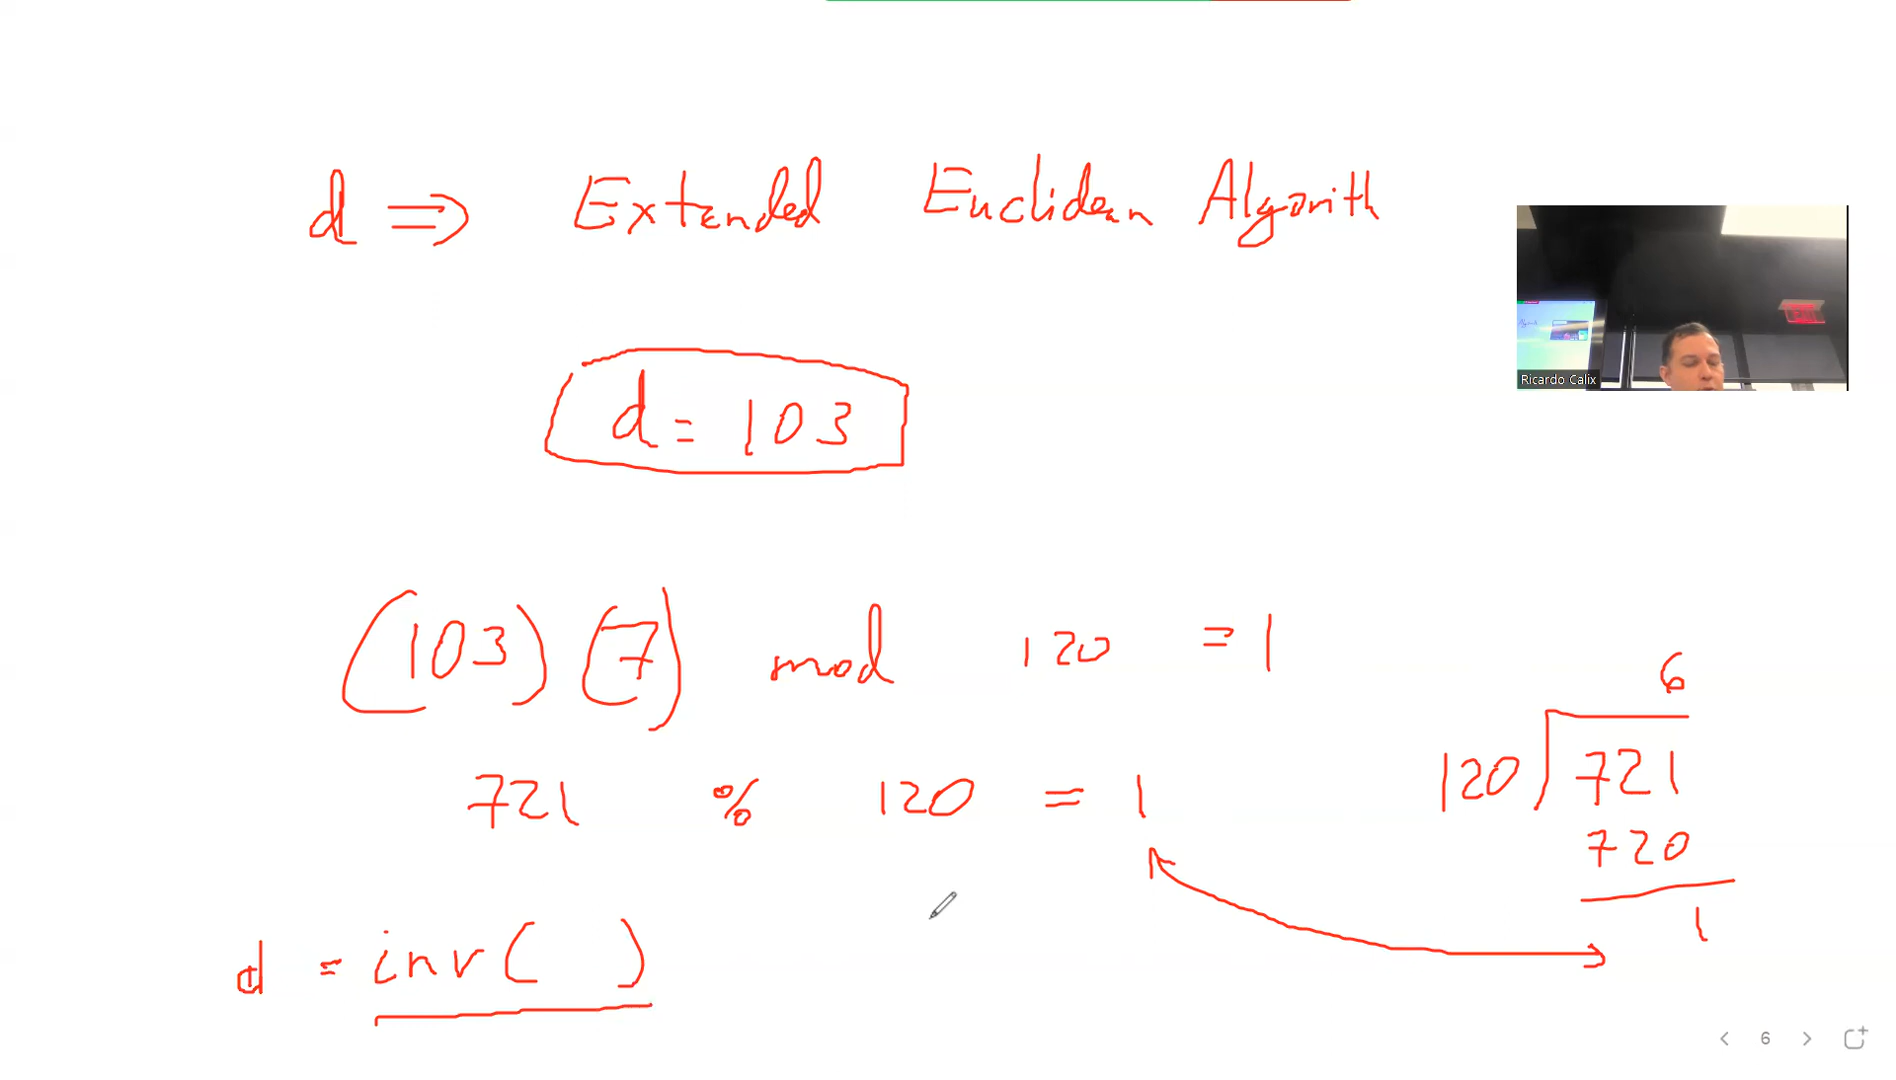 d ⇒ Extended Euclidean Algorith
Ricardo Calix
d = 103
(103)(7) mod 120 = 1
721 % 120 = 1
6
120 721
720
1
d = inv( )
6